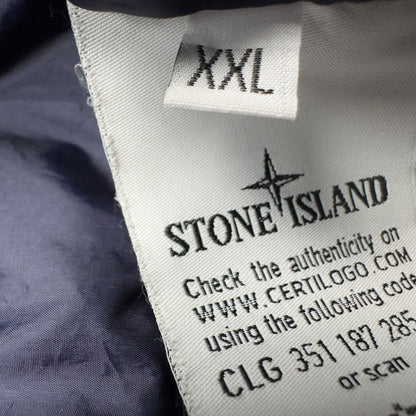 XXL
STONE ISLAND
Check the authenticity on
WWW.CERTILOGO.COM
using the following code
CLG 351 187 285
or scan